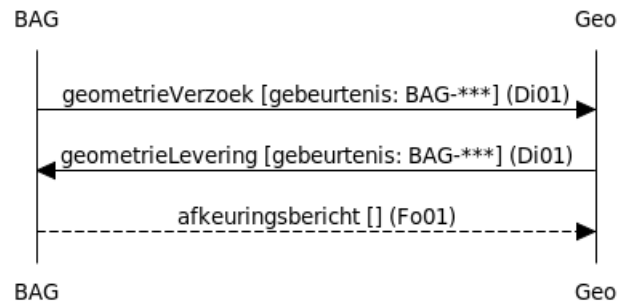 BAG Geo
geometrieVerzoek [gebeurtenis: BAG-***] (Di01)
geometrieLevering [gebeurtenis: BAG-***] (Di01)
afkeuringsbericht [] (Fo01)
BAG Geo